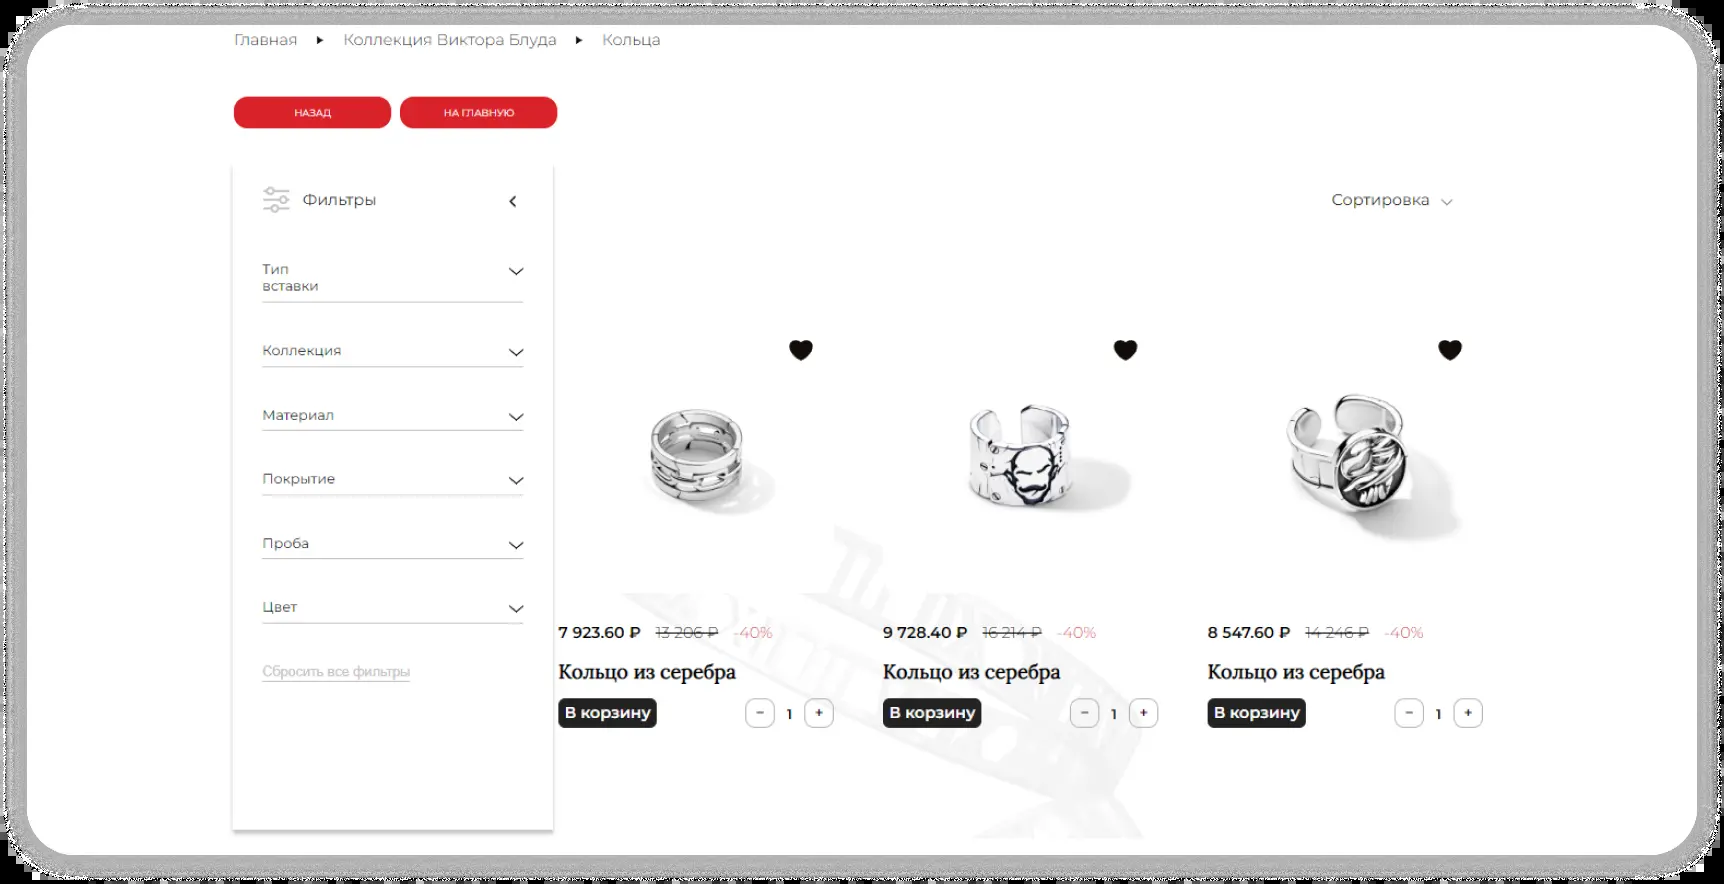 Главная ▸ Коллекция Виктора Блуда ▸ Кольца
НАЗАД
НА ГЛАВНУЮ
Фильтры
Сортировка
Тип
вставки
Коллекция
Материал
Покрытие
Проба
Цвет
Сбросить все фильтры
7 923.60 ₽ 13 206 ₽ -40%
Кольцо из серебра
В корзину − 1 +
9 728.40 ₽ 16 214 ₽ -40%
Кольцо из серебра
В корзину − 1 +
8 547.60 ₽ 14 246 ₽ -40%
Кольцо из серебра
В корзину − 1 +